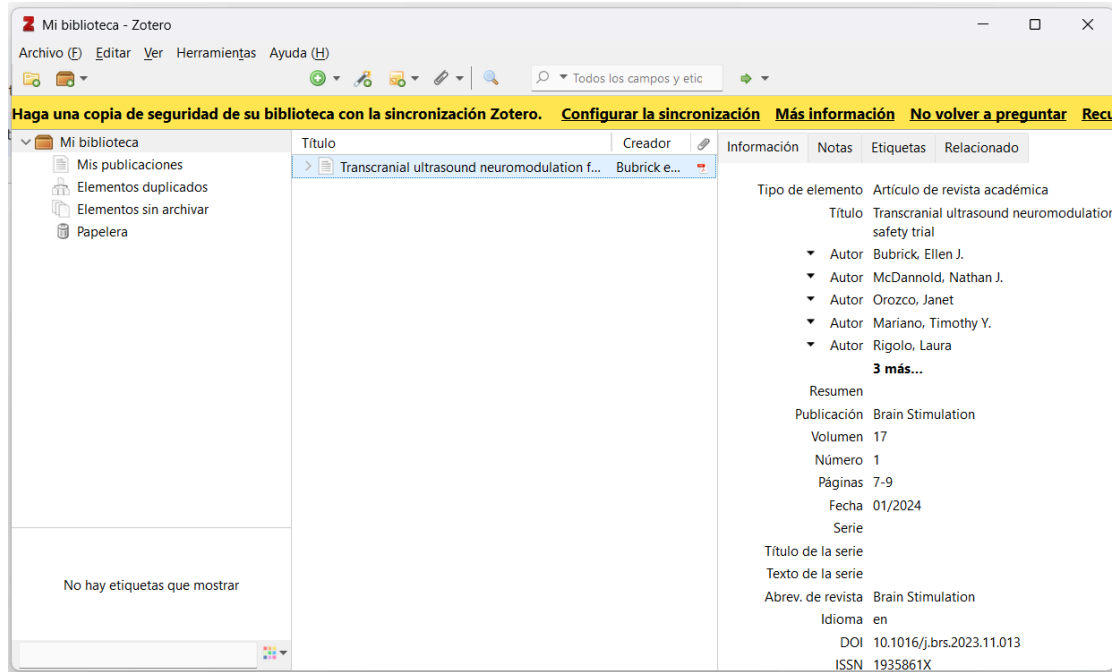 Mi biblioteca - Zotero
Archivo (F) Editar Ver Herramientas Ayuda (H)
Todos los campos y etic
Haga una copia de seguridad de su biblioteca con la sincronización Zotero. Configurar la sincronización Más información No volver a preguntar Recu
Mi biblioteca
Mis publicaciones
Elementos duplicados
Elementos sin archivar
Papelera
No hay etiquetas que mostrar
Título Creador
Transcranial ultrasound neuromodulation f... Bubrick e...
Información Notas Etiquetas Relacionado
Tipo de elemento Artículo de revista académica
Título Transcranial ultrasound neuromodulation
safety trial
Autor Bubrick, Ellen J.
Autor McDannold, Nathan J.
Autor Orozco, Janet
Autor Mariano, Timothy Y.
Autor Rigolo, Laura
3 más...
Resumen
Publicación Brain Stimulation
Volumen 17
Número 1
Páginas 7-9
Fecha 01/2024
Serie
Título de la serie
Texto de la serie
Abrev. de revista Brain Stimulation
Idioma en
DOI 10.1016/j.brs.2023.11.013
ISSN 1935861X